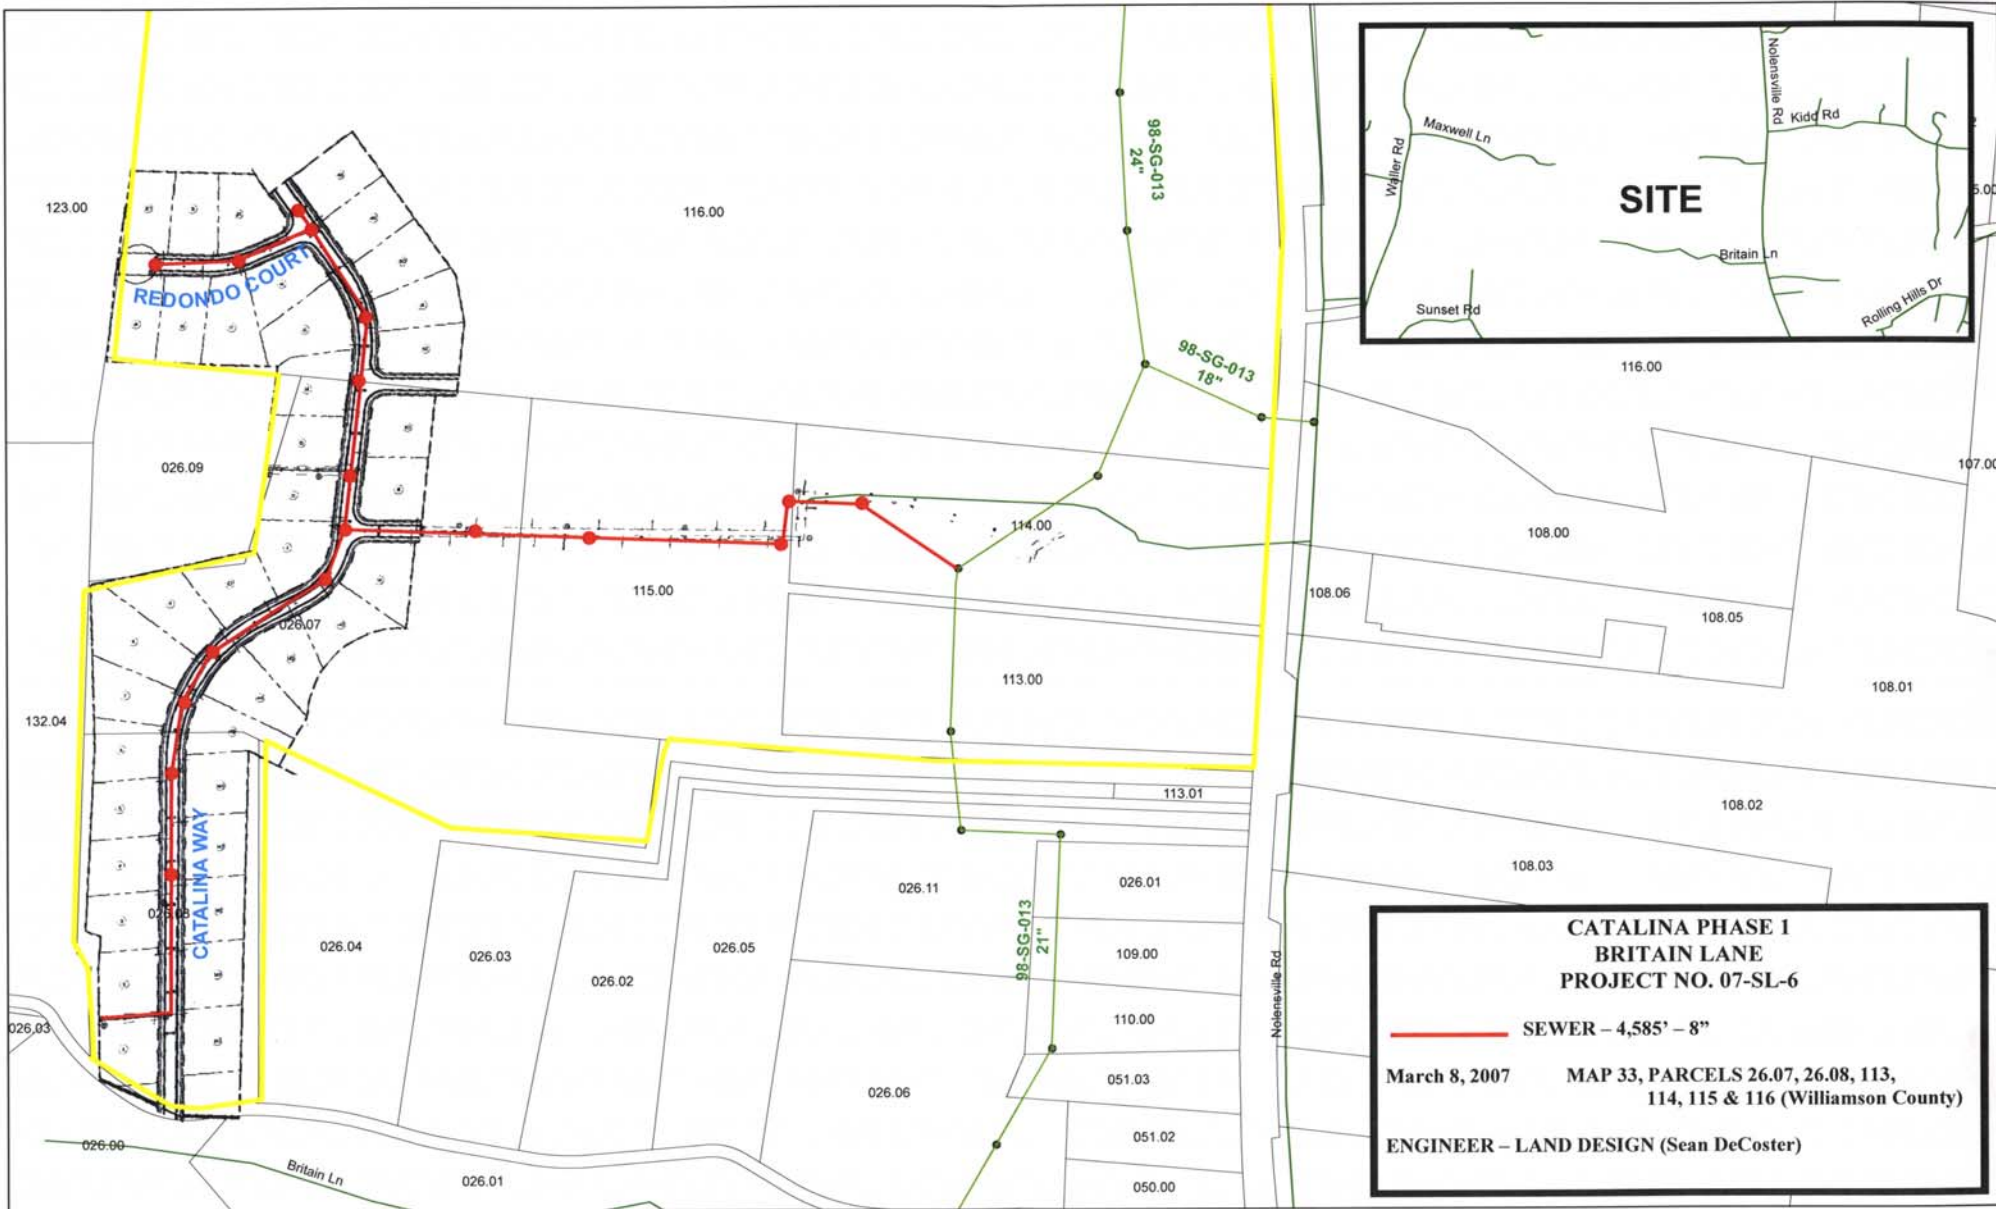 123.00
116.00
REDONDO COURT
98-SG-013
24"
98-SG-013
18"
Nolensville Rd
Kidd Rd
Maxwell Ln
Waller Rd
SITE
Britain Ln
Sunset Rd
Rolling Hills Dr
116.00
107.00
026.09
114.00
108.00
115.00
108.06
108.05
026.07
113.00
108.01
132.04
113.01
108.02
108.03
CATALINA WAY
026.11
026.01
026.04
026.03
026.02
026.05
98-SG-013
21"
109.00
Nolensville Rd
110.00
026.03
051.03
026.06
051.02
026.00
Britain Ln
026.01
050.00
CATALINA PHASE 1
BRITAIN LANE
PROJECT NO. 07-SL-6
SEWER – 4,585’ – 8”
March 8, 2007 MAP 33, PARCELS 26.07, 26.08, 113,
114, 115 & 116 (Williamson County)
ENGINEER – LAND DESIGN (Sean DeCoster)